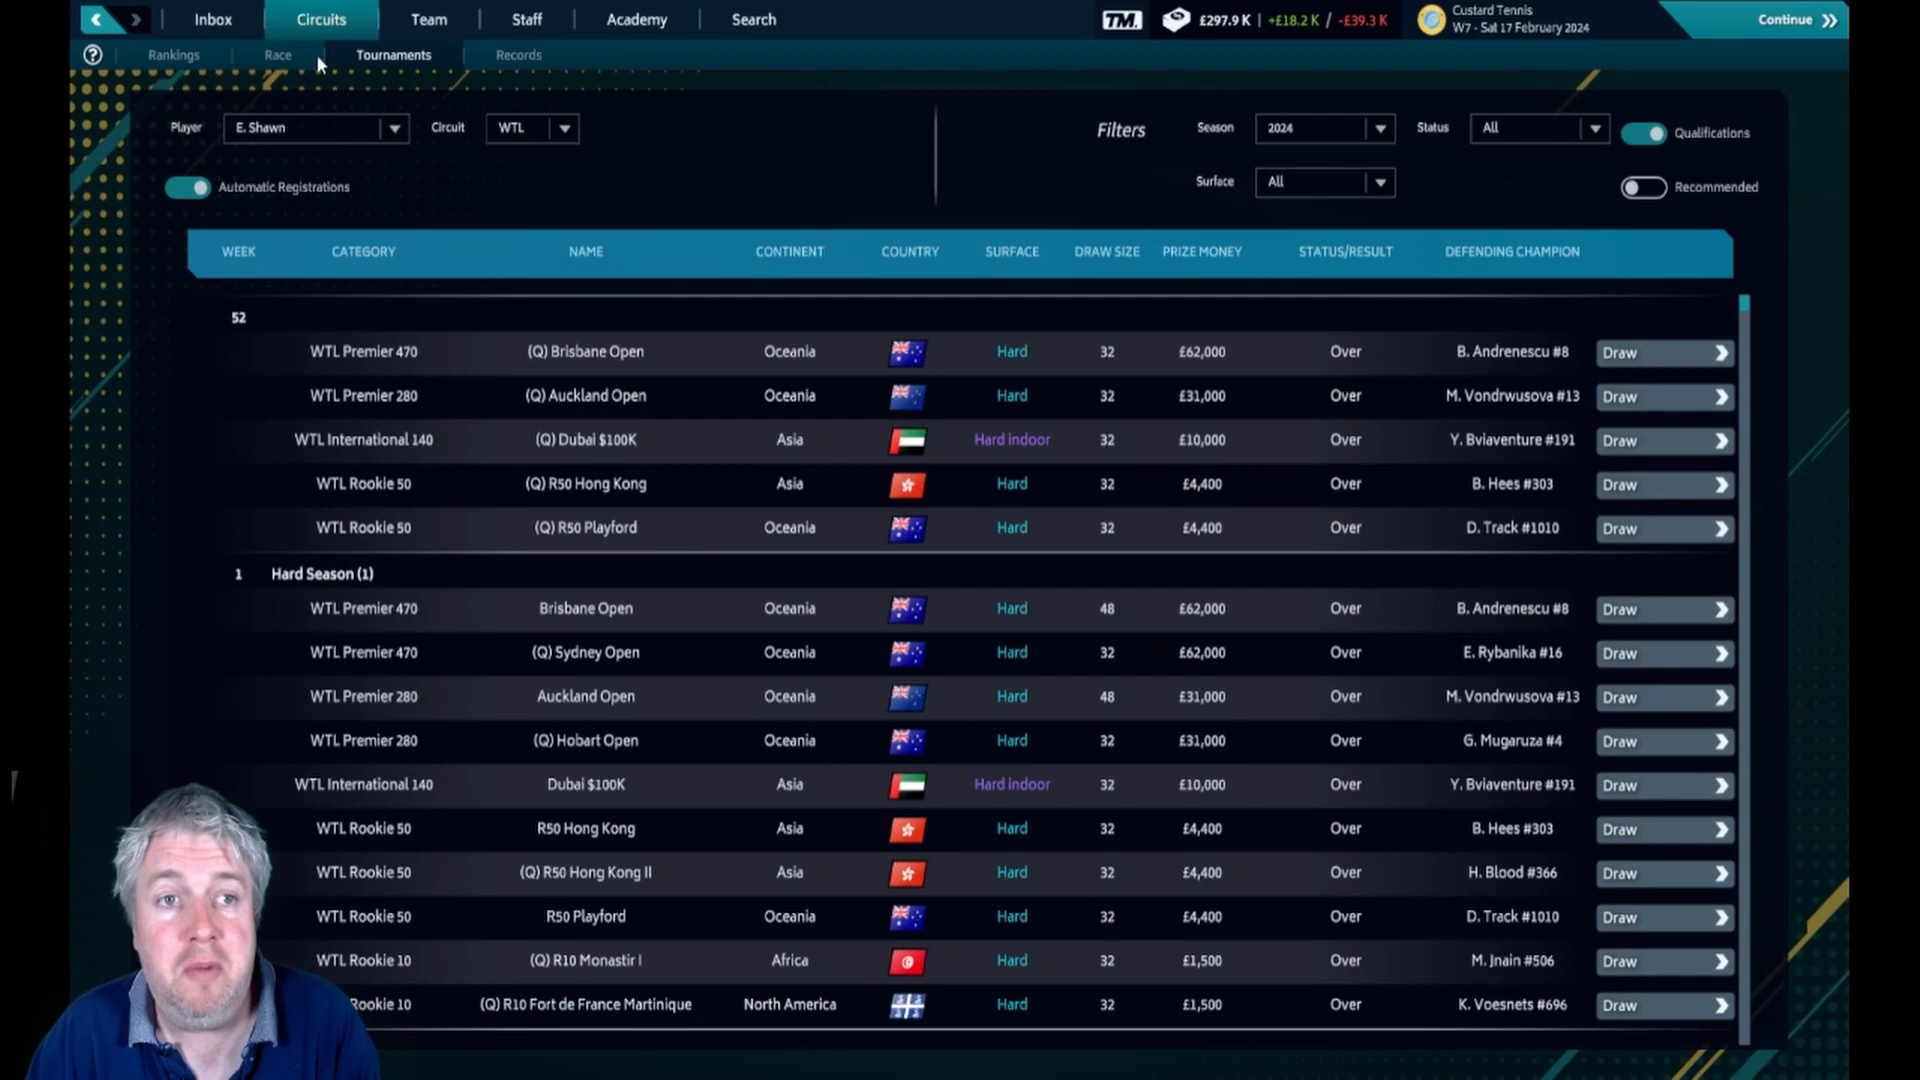 Inbox Circuits Team Staff Academy Search TM. £297.9 K | +£18.2 K / -£39.3 K Custard Tennis Continue
W7 - Sat 17 February 2024
? Rankings Race Tournaments Records
Player E. Shawn Circuit WTL Filters Season 2024 Status All Qualifications
Automatic Registrations Surface All Recommended
WEEK CATEGORY NAME CONTINENT COUNTRY SURFACE DRAW SIZE PRIZE MONEY STATUS/RESULT DEFENDING CHAMPION
52
WTL Premier 470 (Q) Brisbane Open Oceania Hard 32 £62,000 Over B. Andrenescu #8 Draw
WTL Premier 280 (Q) Auckland Open Oceania Hard 32 £31,000 Over M. Vondrwusova #13 Draw
WTL International 140 (Q) Dubai $100K Asia Hard indoor 32 £10,000 Over Y. Bviaventure #191 Draw
WTL Rookie 50 (Q) R50 Hong Kong Asia Hard 32 £4,400 Over B. Hees #303 Draw
WTL Rookie 50 (Q) R50 Playford Oceania Hard 32 £4,400 Over D. Track #1010 Draw
1 Hard Season (1)
WTL Premier 470 Brisbane Open Oceania Hard 48 £62,000 Over B. Andrenescu #8 Draw
WTL Premier 470 (Q) Sydney Open Oceania Hard 32 £62,000 Over E. Rybanika #16 Draw
WTL Premier 280 Auckland Open Oceania Hard 48 £31,000 Over M. Vondrwusova #13 Draw
WTL Premier 280 (Q) Hobart Open Oceania Hard 32 £31,000 Over G. Mugaruza #4 Draw
WTL International 140 Dubai $100K Asia Hard indoor 32 £10,000 Over Y. Bviaventure #191 Draw
WTL Rookie 50 R50 Hong Kong Asia Hard 32 £4,400 Over B. Hees #303 Draw
WTL Rookie 50 (Q) R50 Hong Kong II Asia Hard 32 £4,400 Over H. Blood #366 Draw
WTL Rookie 50 R50 Playford Oceania Hard 32 £4,400 Over D. Track #1010 Draw
WTL Rookie 10 (Q) R10 Monastir I Africa Hard 32 £1,500 Over M. Jnain #506 Draw
Rookie 10 (Q) R10 Fort de France Martinique North America Hard 32 £1,500 Over K. Voesnets #696 Draw